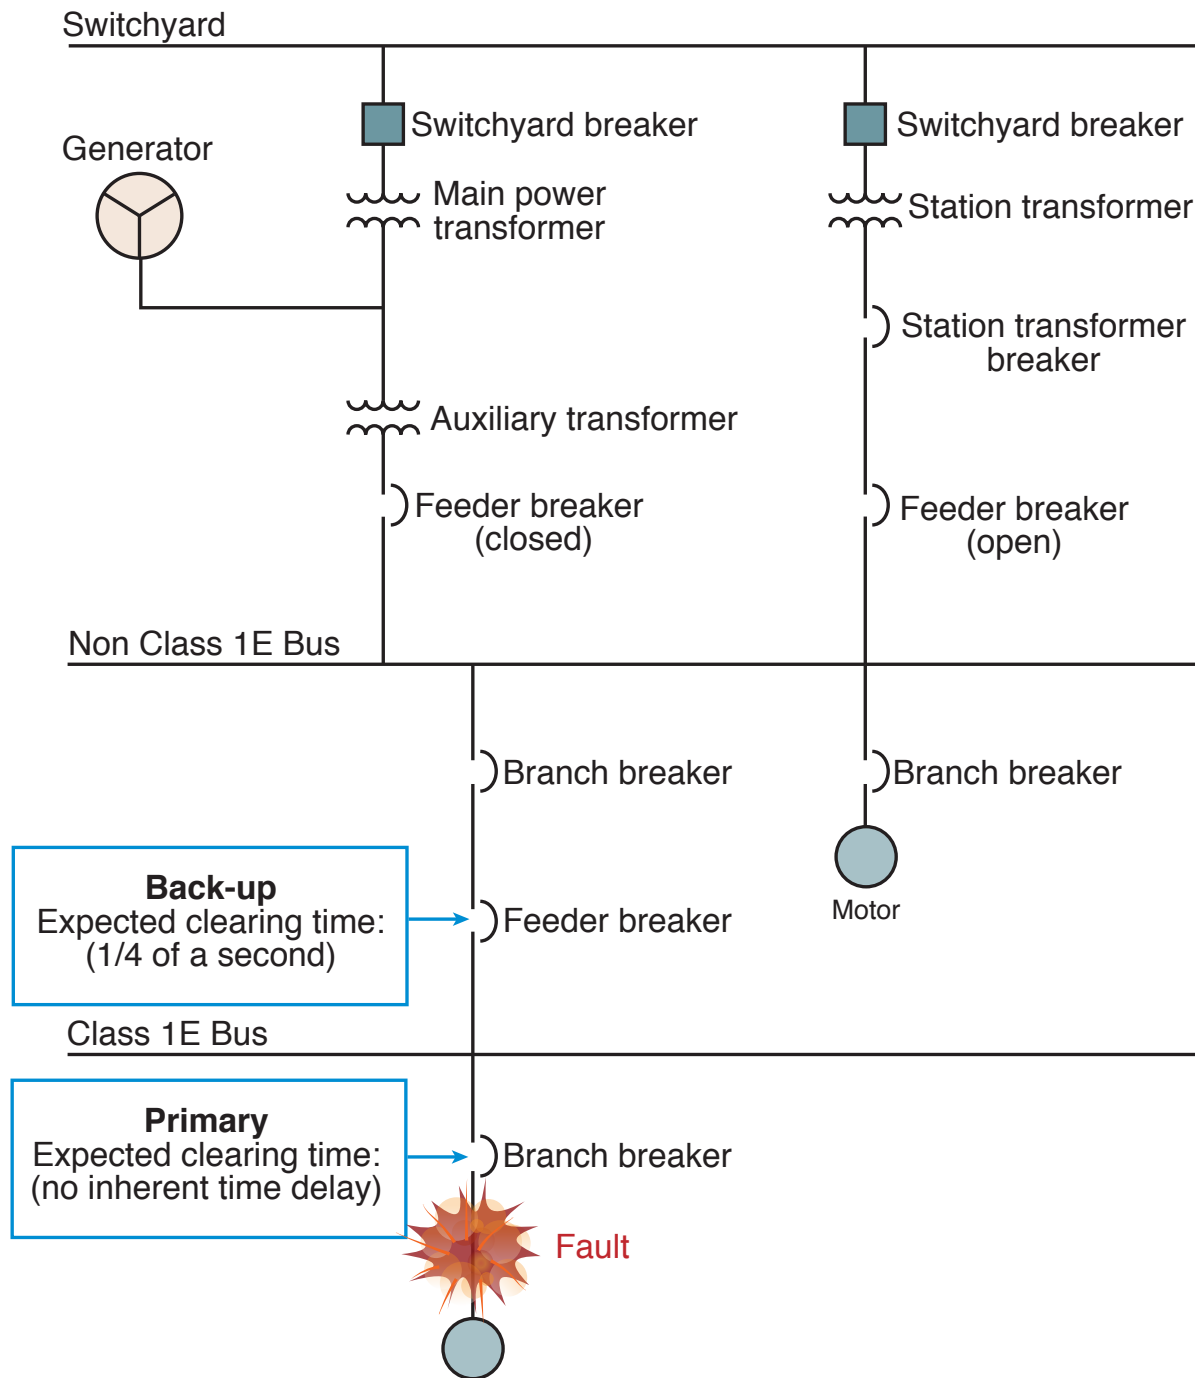 Switchyard
Switchyard breaker
Switchyard breaker
Generator
Main power
transformer
Station transformer
Station transformer
breaker
Auxiliary transformer
Feeder breaker
(closed)
Feeder breaker
(open)
Non Class 1E Bus
Branch breaker
Branch breaker
Back-up
Expected clearing time:
(1/4 of a second)
Feeder breaker
Motor
Class 1E Bus
Primary
Expected clearing time:
(no inherent time delay)
Branch breaker
Fault